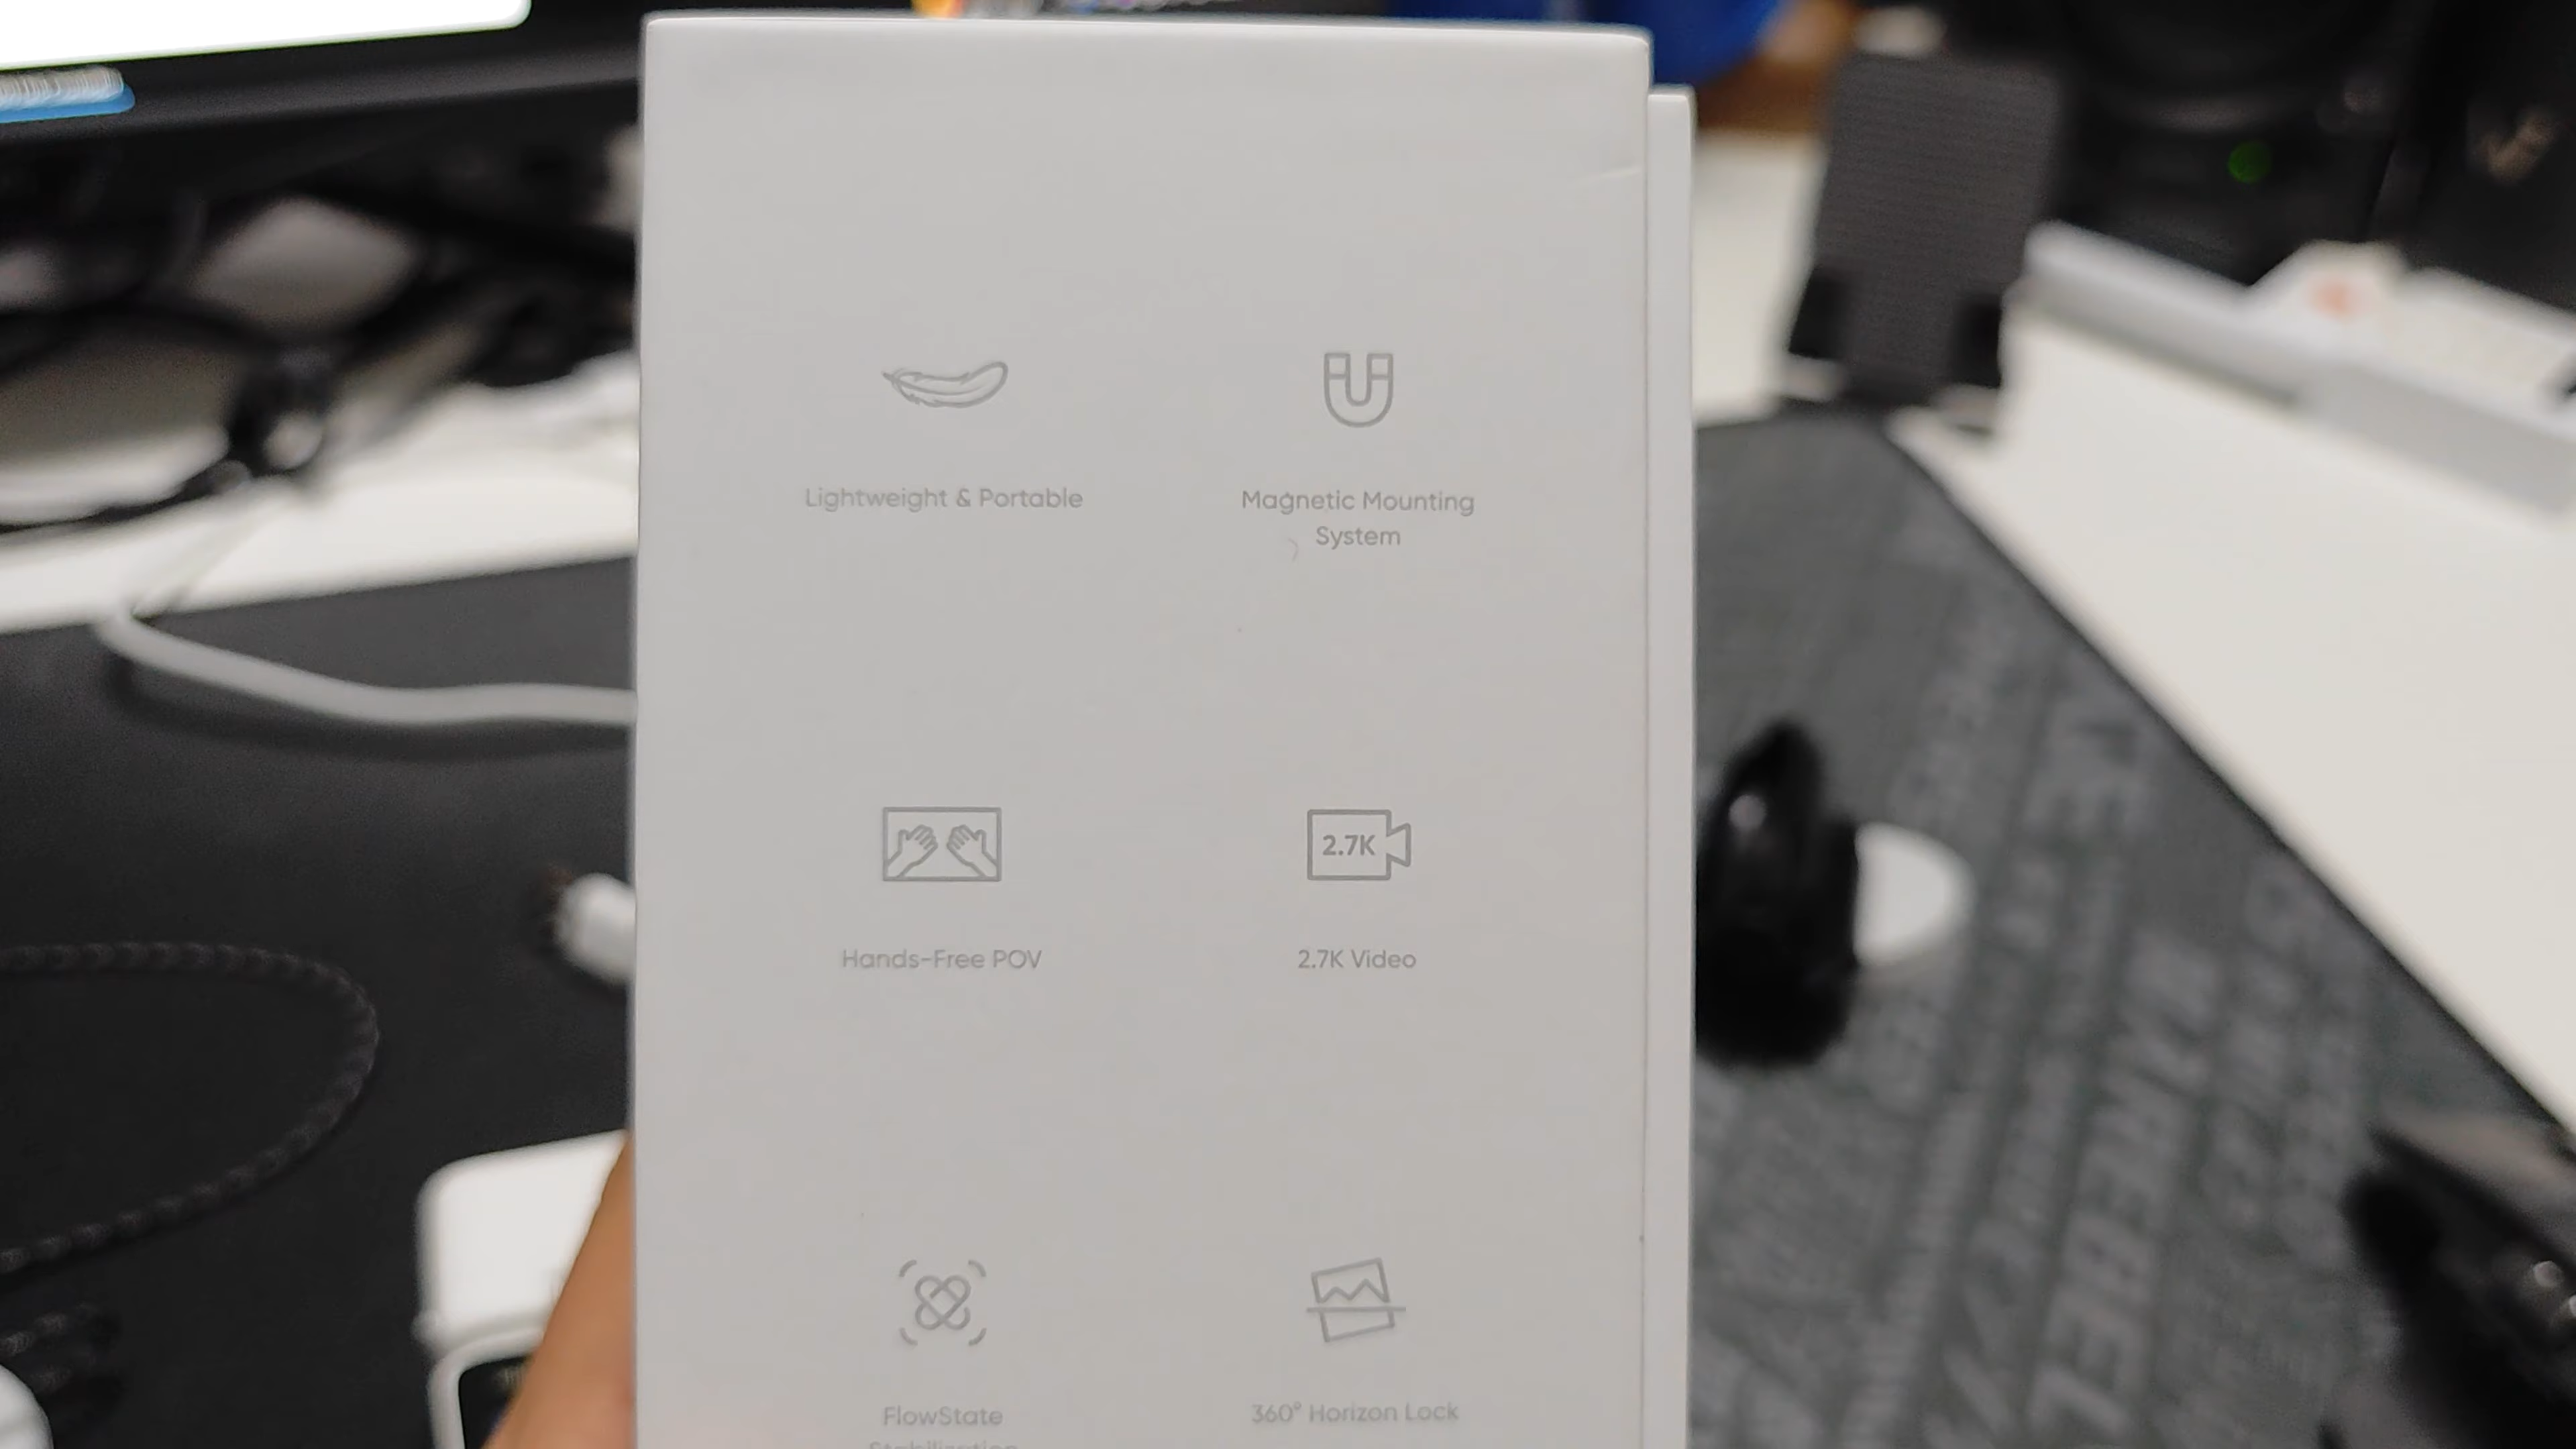 Lightweight & Portable
Magnetic Mounting
System
Hands-Free POV
2.7K
2.7K Video
FlowState
360° Horizon Lock